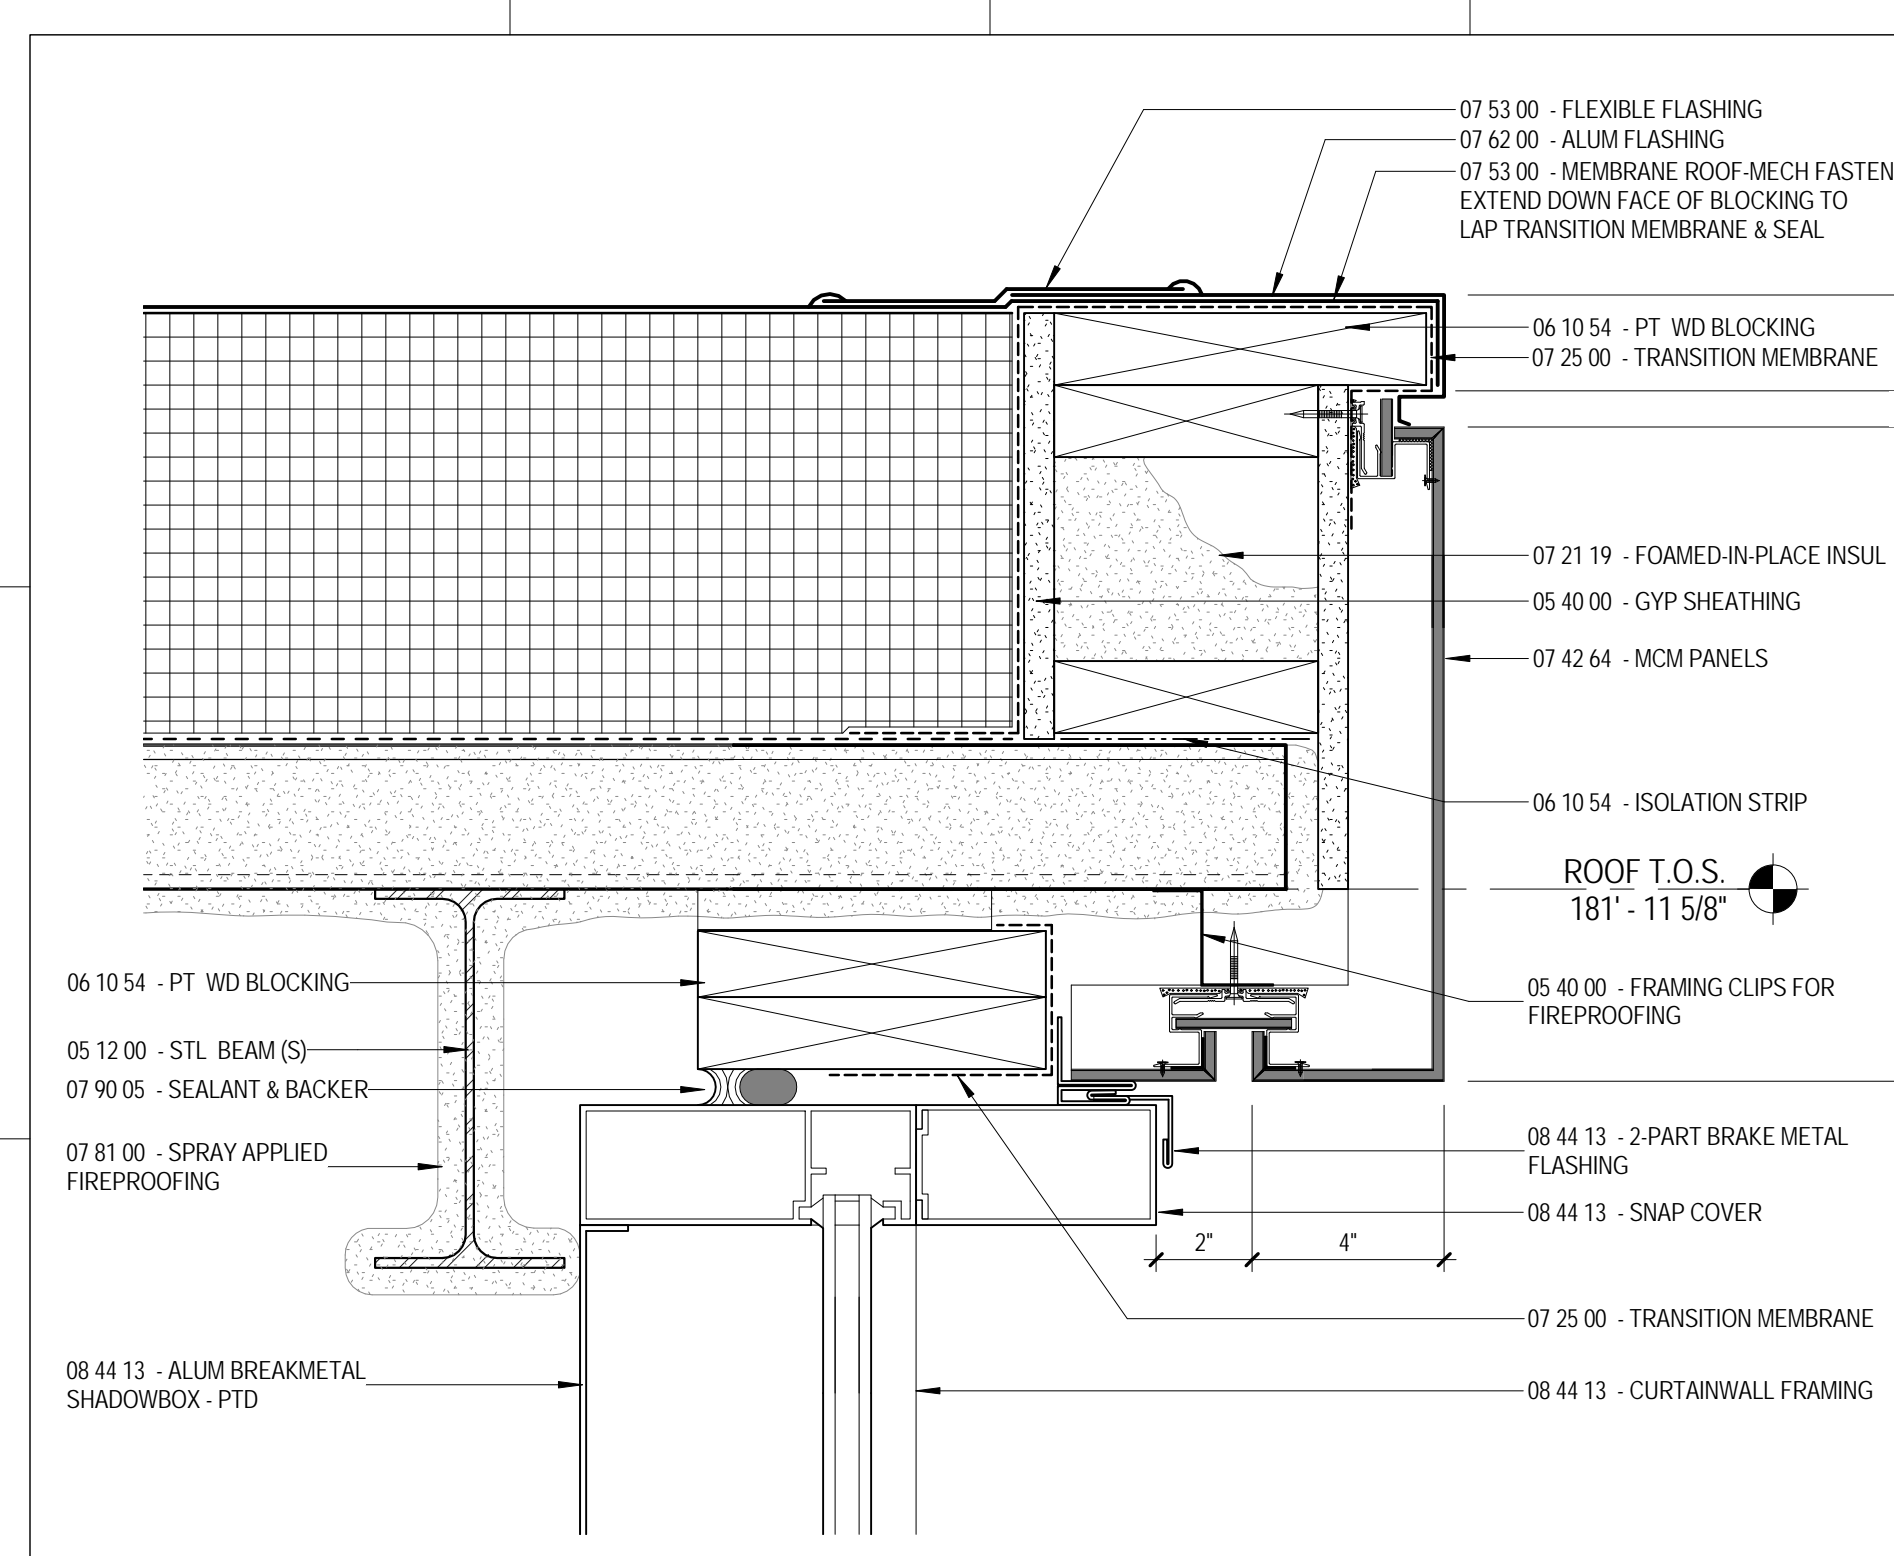 07 53 00 - FLEXIBLE FLASHING
07 62 00 - ALUM FLASHING
07 53 00 - MEMBRANE ROOF-MECH FASTEN
EXTEND DOWN FACE OF BLOCKING TO
LAP TRANSITION MEMBRANE & SEAL
06 10 54 - PT WD BLOCKING
07 25 00 - TRANSITION MEMBRANE
07 21 19 - FOAMED-IN-PLACE INSUL
05 40 00 - GYP SHEATHING
07 42 64 - MCM PANELS
06 10 54 - ISOLATION STRIP
ROOF T.O.S.
181' - 11 5/8"
05 40 00 - FRAMING CLIPS FOR
FIREPROOFING
08 44 13 - 2-PART BRAKE METAL
FLASHING
08 44 13 - SNAP COVER
2"
4"
07 25 00 - TRANSITION MEMBRANE
08 44 13 - CURTAINWALL FRAMING
06 10 54 - PT WD BLOCKING
05 12 00 - STL BEAM (S)
07 90 05 - SEALANT & BACKER
07 81 00 - SPRAY APPLIED
FIREPROOFING
08 44 13 - ALUM BREAKMETAL
SHADOWBOX - PTD